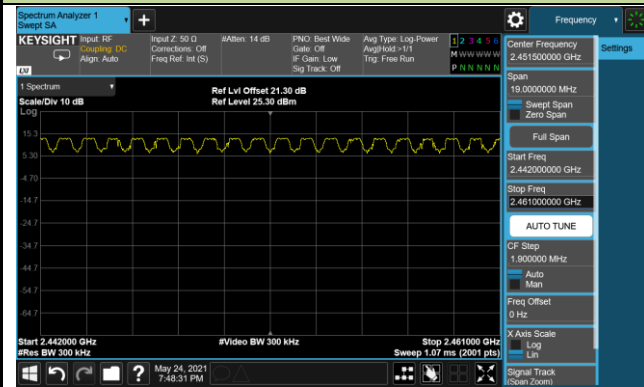 Spectrum Analyzer 1
Swept SA
+
Frequency
KEYSIGHT
Input: RF
Coupling: DC
Align: Auto
Input Z: 50 Ω
Corrections: Off
Freq Ref: Int (S)
#Atten: 14 dB
PNO: Best Wide
Gate: Off
IF Gain: Low
Sig Track: Off
Avg Type: Log-Power
Avg|Hold:>1/1
Trig: Free Run
1 2 3 4 5 6
M W W W W W
P N N N N N
LXI
1 Spectrum
Scale/Div 10 dB
Ref Lvl Offset 21.30 dB
Ref Level 25.30 dBm
Log
15.3
5.30
-4.70
-14.7
-24.7
-34.7
-44.7
-54.7
-64.7
Start 2.442000 GHz
#Res BW 300 kHz
#Video BW 300 kHz
Stop 2.461000 GHz
Sweep 1.07 ms (2001 pts)
Center Frequency
2.451500000 GHz
Settings
Span
19.0000000 MHz
Swept Span
Zero Span
Full Span
Start Freq
2.442000000 GHz
Stop Freq
2.461000000 GHz
AUTO TUNE
CF Step
1.900000 MHz
Auto
Man
Freq Offset
0 Hz
X Axis Scale
Log
Lin
Signal Track
(Span Zoom)
?
May 24, 2021
7:48:31 PM